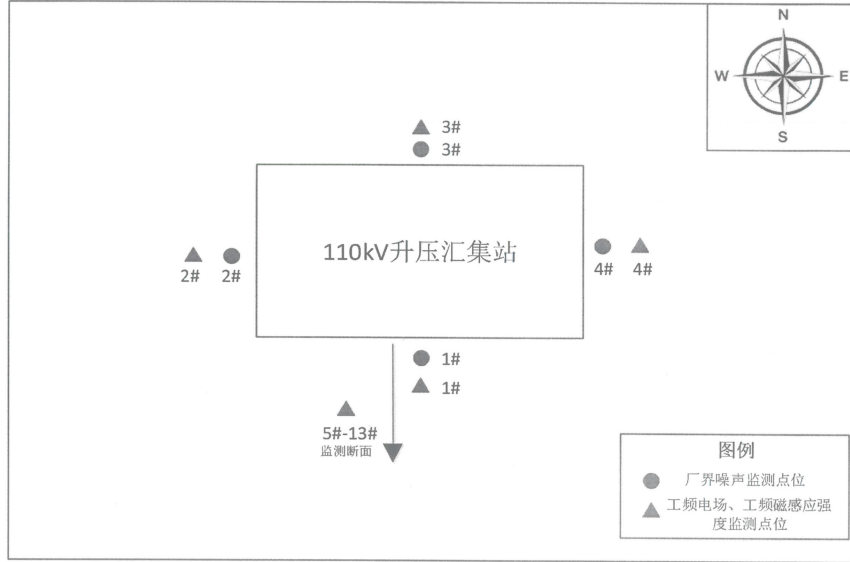 N
W
E
S
3#
3#
110kV升压汇集站
2#
2#
4#
4#
1#
1#
5#-13#
监测断面
图例
厂界噪声监测点位
工频电场、工频磁感应强
度监测点位